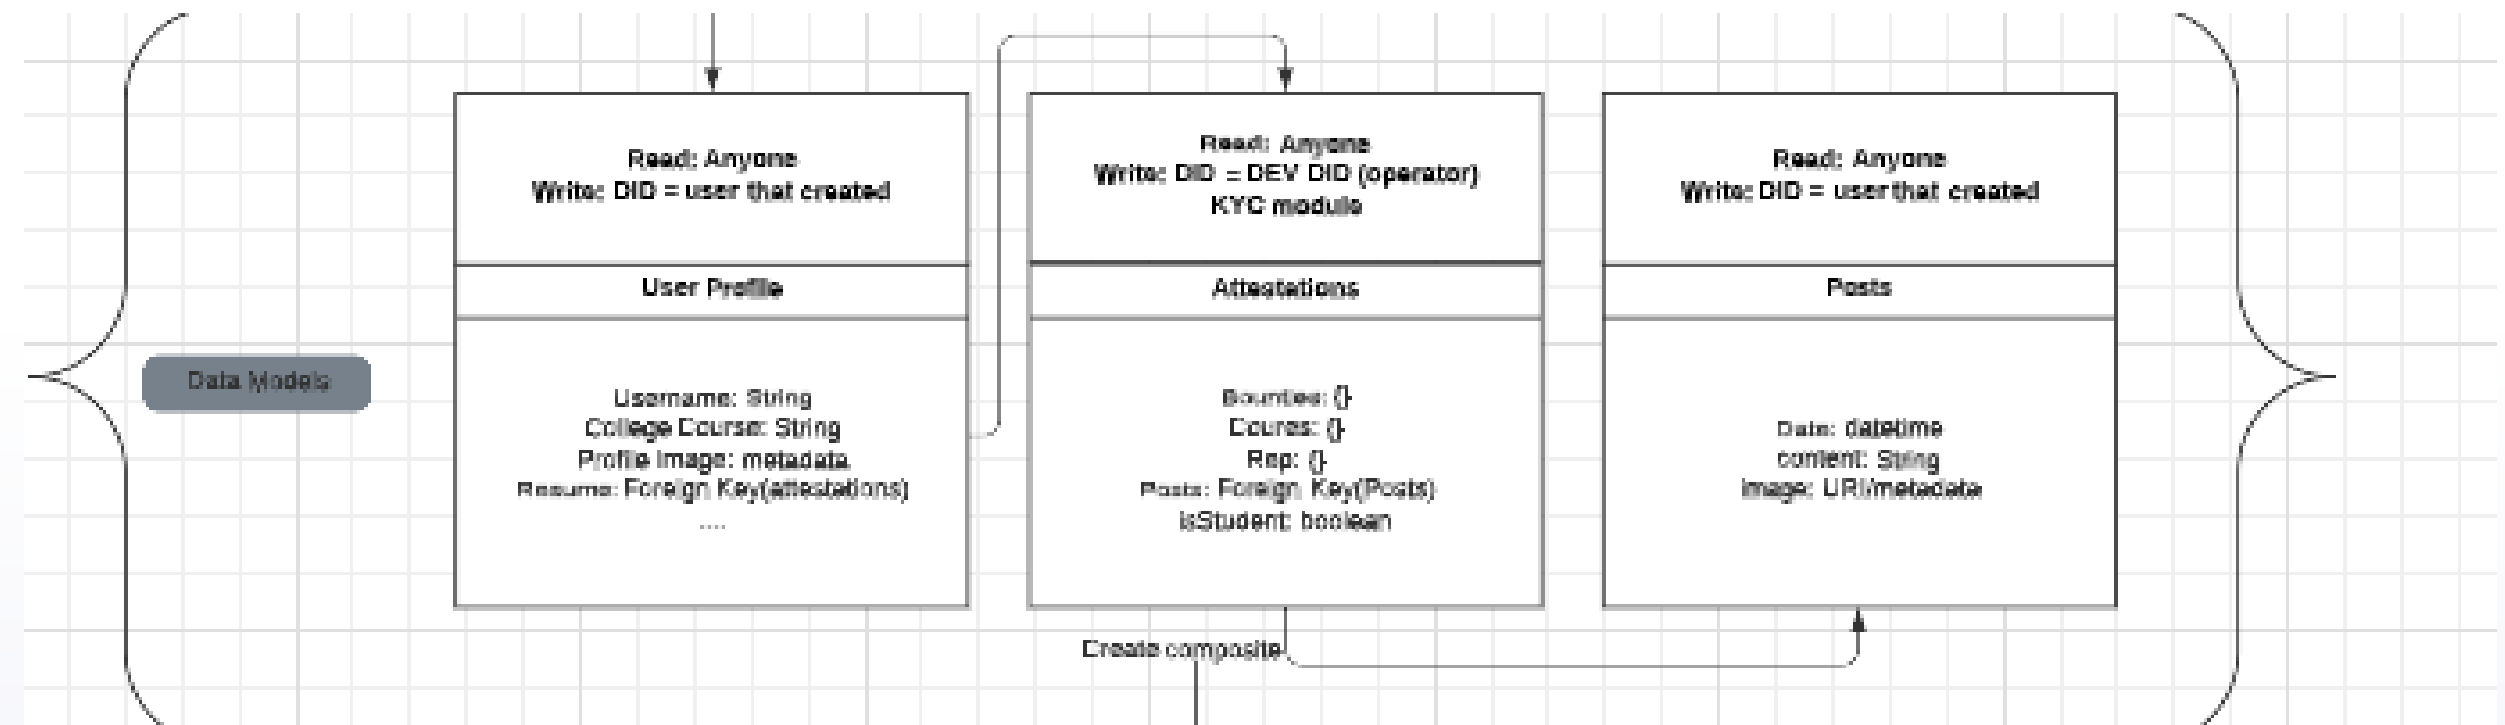 Read: Anyone
Write: DID = user that created
User Profile
Username: String
College Course: String
Profile Image: metadata
Resume: Foreign Key(attestations)
....
Read: Anyone
Write: DID = DEV DID (operator)
KYC module
Attestations
Bounties: {}
Coures: {}
Rep: {}
Posts: Foreign Key(Posts)
isStudent: boolean
Read: Anyone
Write: DID = user that created
Posts
Date: datetime
content: String
image: URI/metadata
Data Models
Create composite